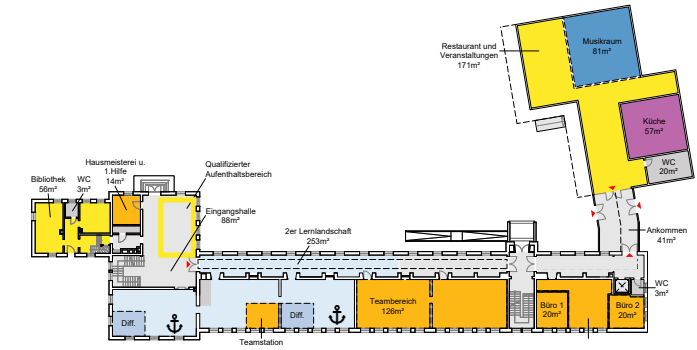 Restaurant und
Veranstaltungen
171m²
Musikraum
81m²
Küche
57m²
WC
20m²
Ankommen
41m²
Bibliothek
56m²
WC
3m²
Hausmeisterei u.
1.Hilfe
14m²
Qualifizierter
Aufenthaltsbereich
Eingangshalle
88m²
2er Lernlandschaft
253m²
Diff.
Diff.
Teamstation
Teambereich
126m²
Büro 1
20m²
Büro 2
20m²
WC
3m²